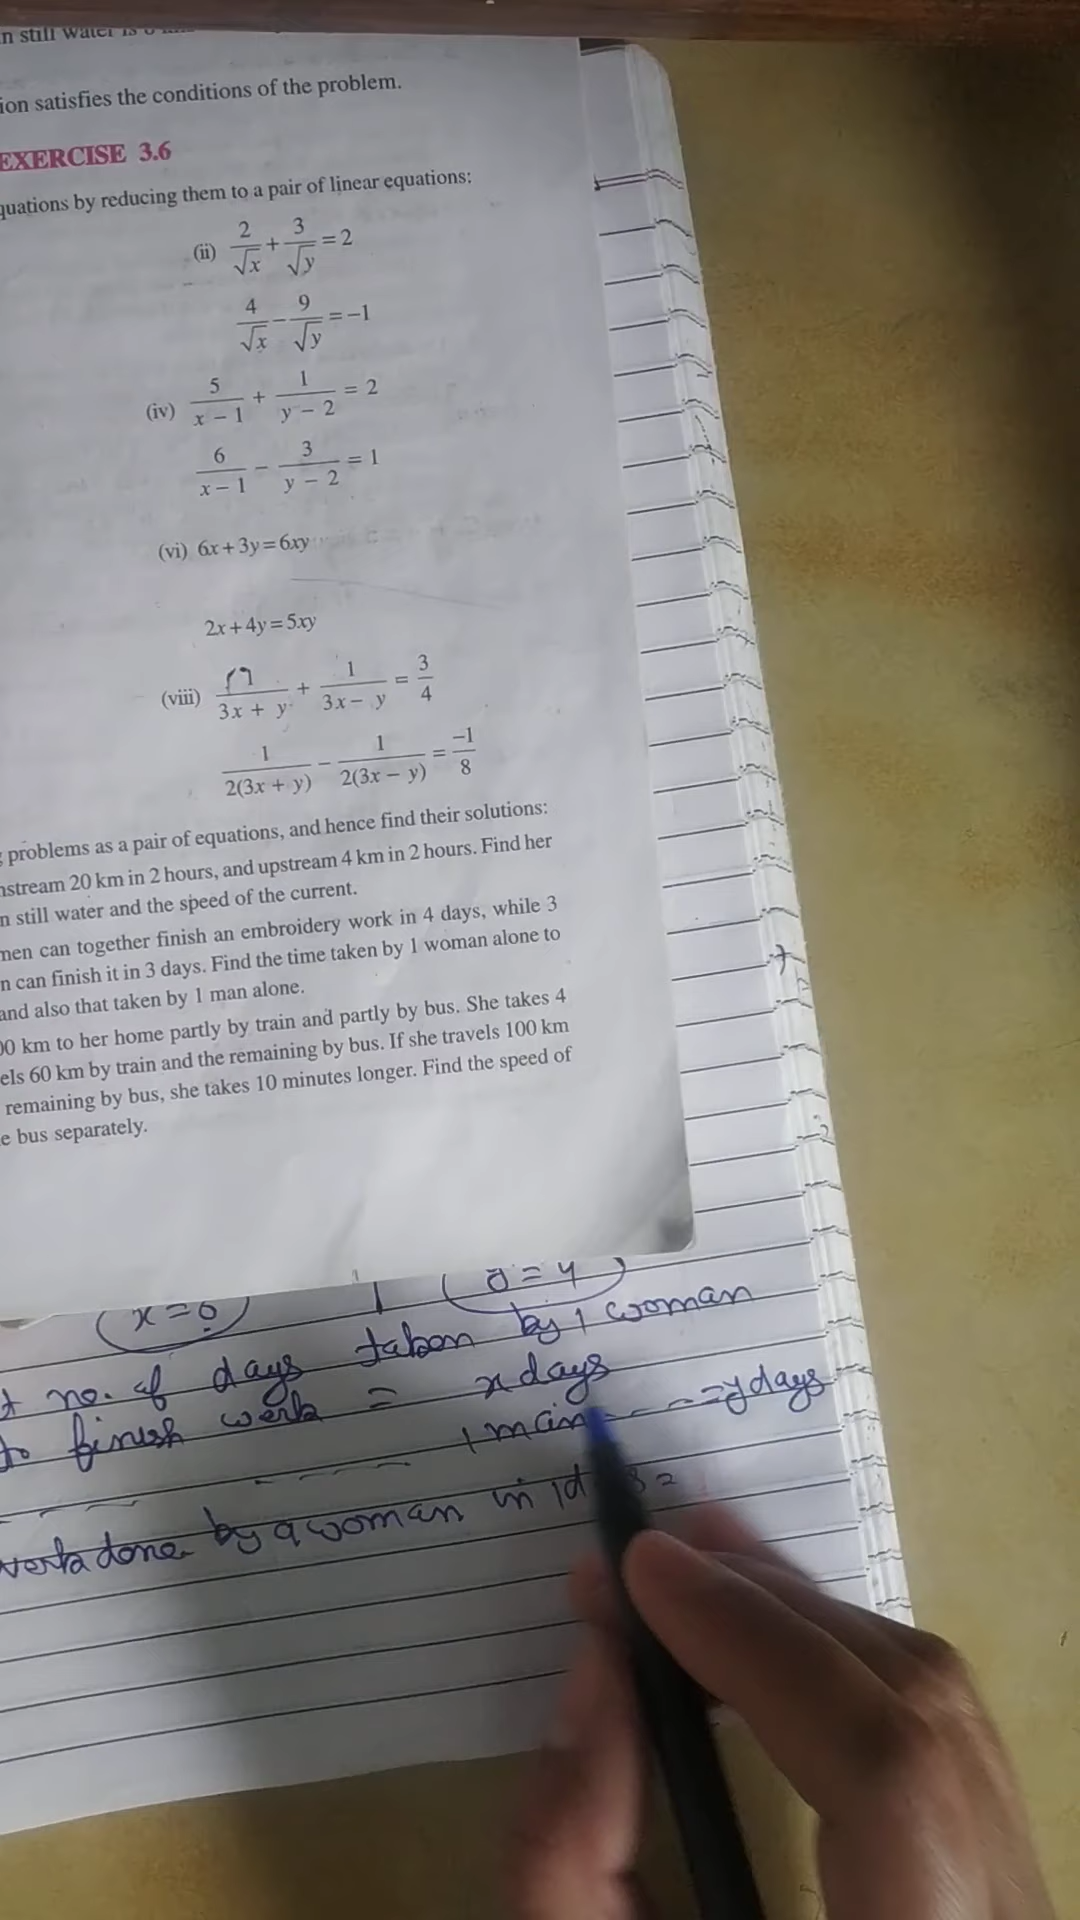 n still water is
ion satisfies the conditions of the problem.
EXERCISE 3.6
quations by reducing them to a pair of linear equations:
(ii) 2/√x + 3/√y = 2
4/√x − 9/√y = −1
(iv) 5/(x − 1) + 1/(y − 2) = 2
6/(x − 1) − 3/(y − 2) = 1
(vi) 6x + 3y = 6xy
2x + 4y = 5xy
(viii) 1/(3x + y) + 1/(3x − y) = 3/4
1/(2(3x + y)) − 1/(2(3x − y)) = −1/8
problems as a pair of equations, and hence find their solutions:
nstream 20 km in 2 hours, and upstream 4 km in 2 hours. Find her
n still water and the speed of the current.
men can together finish an embroidery work in 4 days, while 3
n can finish it in 3 days. Find the time taken by 1 woman alone to
and also that taken by 1 man alone.
00 km to her home partly by train and partly by bus. She takes 4
els 60 km by train and the remaining by bus. If she travels 100 km
remaining by bus, she takes 10 minutes longer. Find the speed of
e bus separately.
x = 6 y = 4
t no. of days taken by 1 woman
to finish work = x days
1 man - - - = y days
work done by a woman in 1 d =